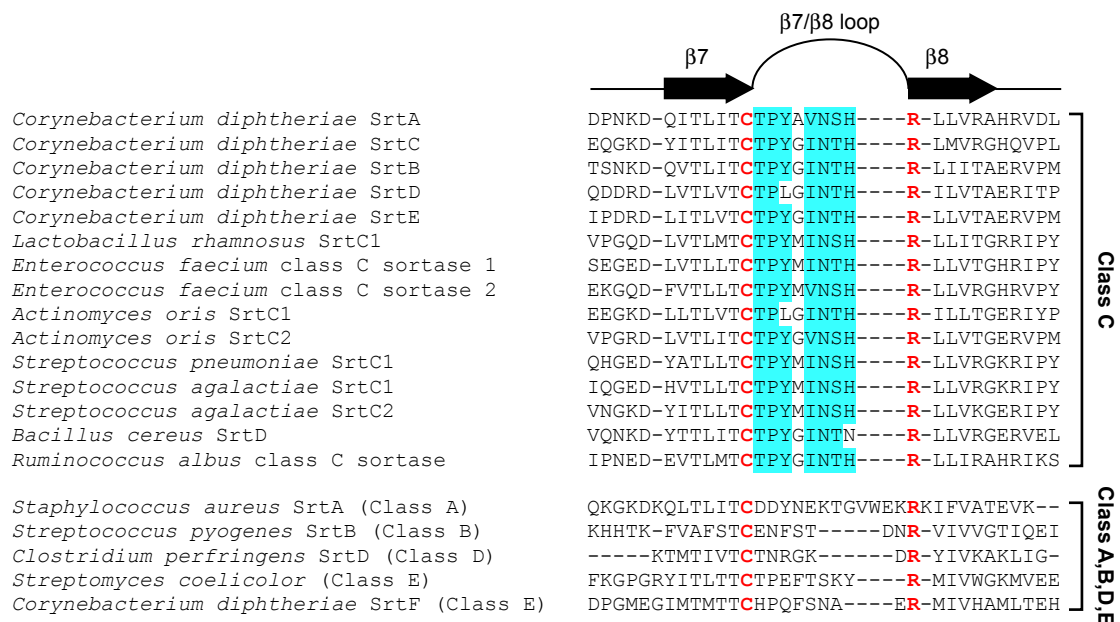 β7/β8 loop
β7 β8
Corynebacterium diphtheriae SrtA DPNKD-QITLITCTPYAVNSH----R-LLVRAHRVDL
Corynebacterium diphtheriae SrtC EQGKD-YITLITCTPYGINTH----R-LMVRGHQVPL
Corynebacterium diphtheriae SrtB TSNKD-QVTLITCTPYGINTH----R-LIITAERVPM
Corynebacterium diphtheriae SrtD QDDRD-LVTLVTCTPLGINTH----R-ILVTAERITP
Corynebacterium diphtheriae SrtE IPDRD-LITLVTCTPYGINTH----R-LLVTAERVPM
Lactobacillus rhamnosus SrtC1 VPGQD-LVTLMTCTPYMINSH----R-LLITGRRIPY
Enterococcus faecium class C sortase 1 SEGED-LVTLLTCTPYMINSH----R-LLVTGHRIPY
Enterococcus faecium class C sortase 2 EKGQD-FVTLLTCTPYMVNSH----R-LLVRGHRVPY
Actinomyces oris SrtC1 EEGKD-LLTLVTCTPLGINTH----R-ILLTGERIYP
Actinomyces oris SrtC2 VPGRD-LVTLITCTPYGVNSH----R-LLVTGERVPM
Streptococcus pneumoniae SrtC1 QHGED-YATLLTCTPYMINSH----R-LLVRGKRIPY
Streptococcus agalactiae SrtC1 IQGED-HVTLLTCTPYMINSH----R-LLVRGKRIPY
Streptococcus agalactiae SrtC2 VNGKD-YITLLTCTPYMINSH----R-LLVKGERIPY
Bacillus cereus SrtD VQNKD-YTTLITCTPYGINTN----R-LLVRGERVEL
Ruminococcus albus class C sortase IPNED-EVTLMTCTPYGINTH----R-LLIRAHRIKS
Class C
Staphylococcus aureus SrtA (Class A) QKGKDKQLTLITCDDYNEKTGVWEKRKIFVATEVK--
Streptococcus pyogenes SrtB (Class B) KHHTK-FVAFSTCENFST-----DNR-VIVVGTIQEI
Clostridium perfringens SrtD (Class D) -----KTMTIVTCTNRGK-----DR-YIVKAKLIG-
Streptomyces coelicolor (Class E) FKGPGRYITLTTCTPEFTSKY----R-MIVWGKMVEE
Corynebacterium diphtheriae SrtF (Class E) DPGMEGIMTMTTCHPQFSNA----ER-MIVHAMLTEH
Class A,B,D,E